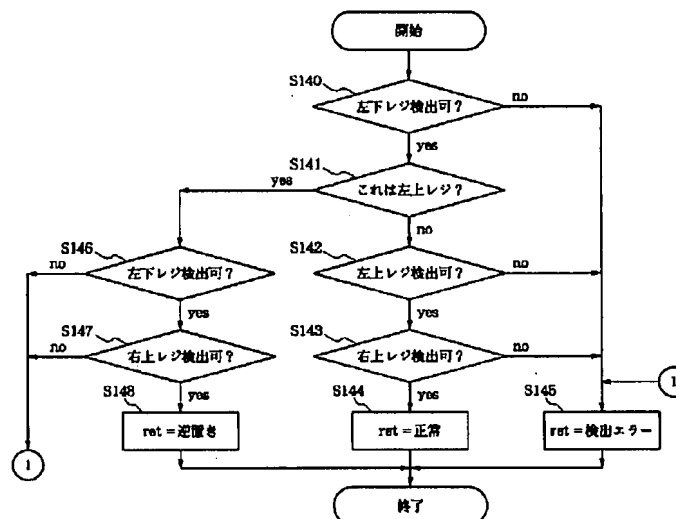 開始
S140
左下レジ検出可？
no
yes
S141
これは左上レジ？
yes
no
S146
左下レジ検出可？
no
yes
S142
左上レジ検出可？
no
yes
S147
右上レジ検出可？
no
yes
S143
右上レジ検出可？
no
yes
1
S148
ret＝逆置き
S144
ret＝正常
S145
ret＝検出エラー
1
終了